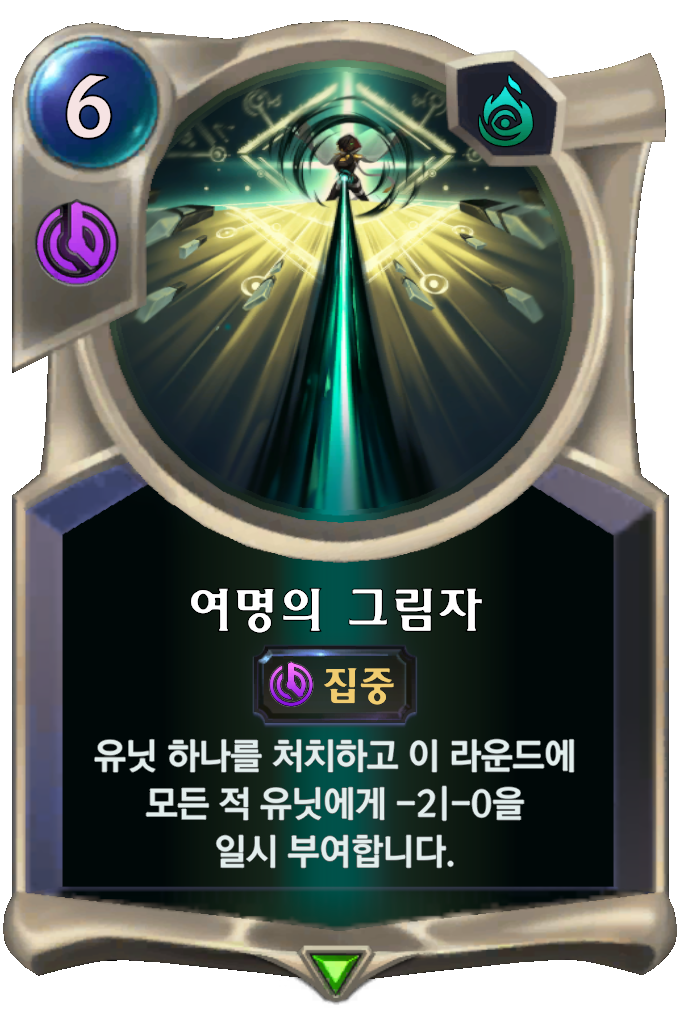 6
여명의 그림자
집중
유닛 하나를 처치하고 이 라운드에
모든 적 유닛에게 -2|-0을
일시 부여합니다.